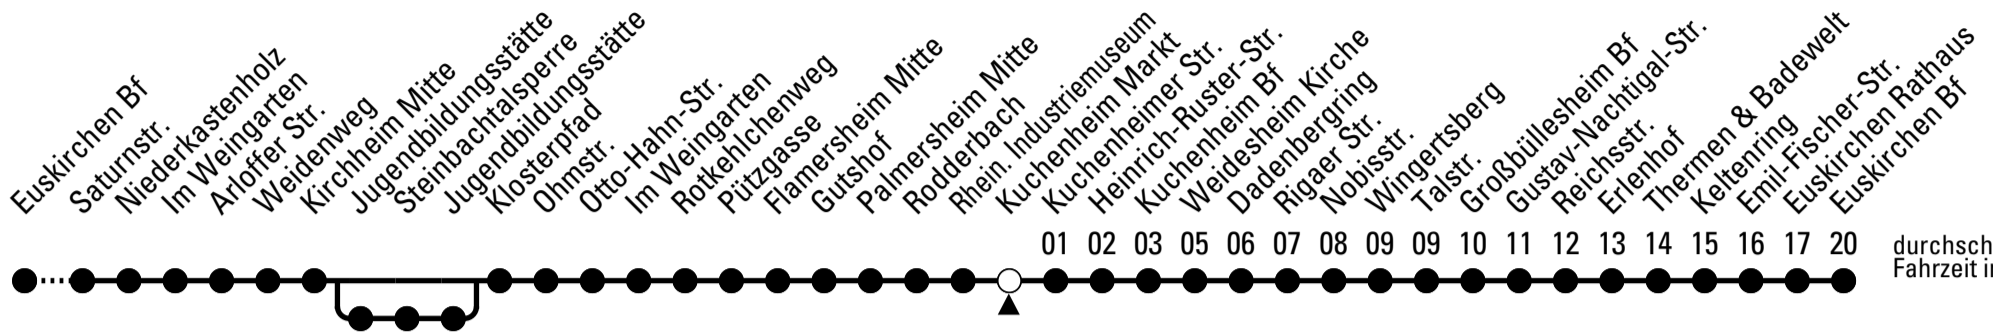 Euskirchen Bf
Saturnstr.
Niederkastenholz
Im Weingarten
Arloffer Str.
Weidenweg
Kirchheim Mitte
Jugendbildungsstätte
Steinbachtalsperre
Jugendbildungsstätte
Klosterpfad
Ohmstr.
Otto-Hahn-Str.
Im Weingarten
Rotkehlchenweg
Pützgasse
Flamersheim Mitte
Gutshof
Palmersheim Mitte
Rodderbach
Rhein. Industriemuseum
Kuchenheim Markt
Kuchenheimer Str.
Heinrich-Ruster-Str.
Kuchenheim Bf
Weidesheim Kirche
Dadenbergring
Rigaer Str.
Nobisstr.
Wingertsberg
Talstr.
Großbüllesheim Bf
Gustav-Nachtigal-Str.
Reichsstr.
Erlenhof
Thermen & Badewelt
Keltenring
Emil-Fischer-Str.
Euskirchen Rathaus
Euskirchen Bf
01 02 03 05 06 07 08 09 09 10 11 12 13 14 15 16 17 20
durchsch
Fahrzeit i